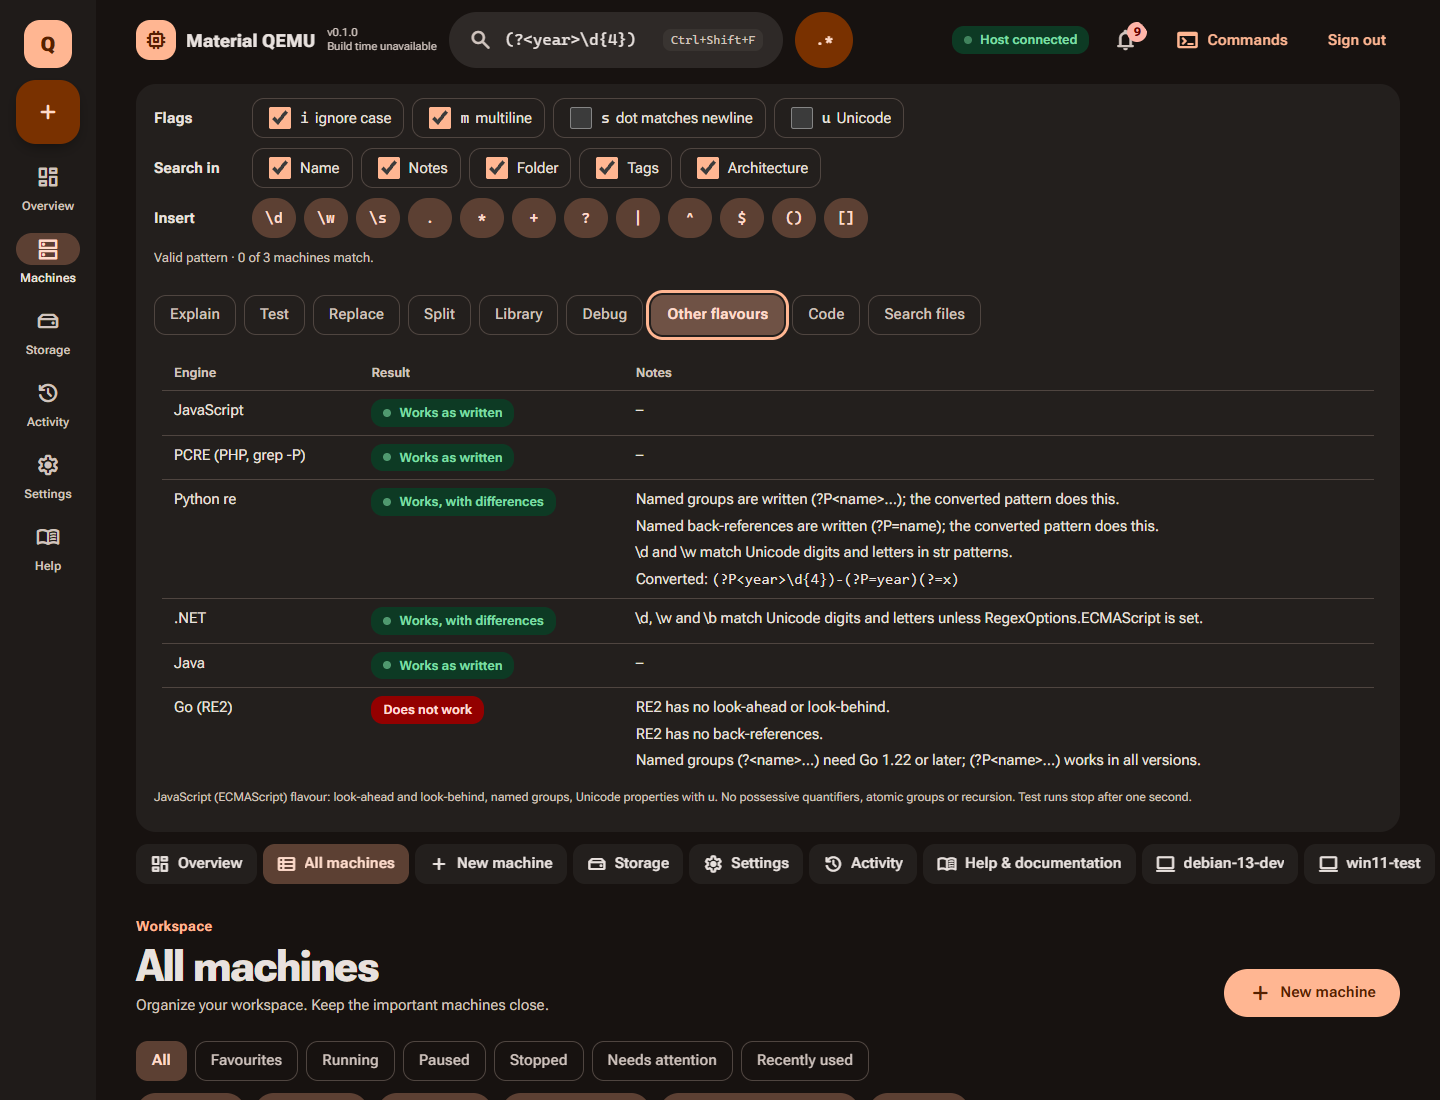 Q
Material QEMU
v0.1.0
Build time unavailable
(?<year>\d{4})
Ctrl+Shift+F
.*
Host connected
9
Commands
Sign out
+
Overview
Machines
Storage
Activity
Settings
Help
Flags
i ignore case
m multiline
s dot matches newline
u Unicode
Search in
Name
Notes
Folder
Tags
Architecture
Insert
\d
\w
\s
.
*
+
?
|
^
$
()
[]
Valid pattern · 0 of 3 machines match.
Explain
Test
Replace
Split
Library
Debug
Other flavours
Code
Search files
Engine Result Notes
JavaScript Works as written –
PCRE (PHP, grep -P) Works as written –
Python re Works, with differences Named groups are written (?P<name>...); the converted pattern does this.
Named back-references are written (?P=name); the converted pattern does this.
\d and \w match Unicode digits and letters in str patterns.
Converted: (?P<year>\d{4})-(?P=year)(?=x)
.NET Works, with differences \d, \w and \b match Unicode digits and letters unless RegexOptions.ECMAScript is set.
Java Works as written –
Go (RE2) Does not work RE2 has no look-ahead or look-behind.
RE2 has no back-references.
Named groups (?<name>...) need Go 1.22 or later; (?P<name>...) works in all versions.
JavaScript (ECMAScript) flavour: look-ahead and look-behind, named groups, Unicode properties with u. No possessive quantifiers, atomic groups or recursion. Test runs stop after one second.
Overview
All machines
+ New machine
Storage
Settings
Activity
Help & documentation
debian-13-dev
win11-test
Workspace
All machines
Organize your workspace. Keep the important machines close.
+ New machine
All
Favourites
Running
Paused
Stopped
Needs attention
Recently used